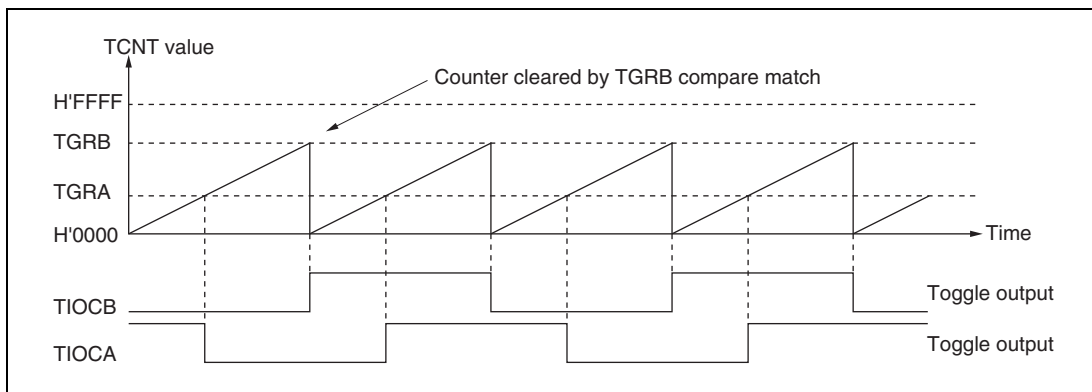 TCNT value
Counter cleared by TGRB compare match
H'FFFF
TGRB
TGRA
H'0000
Time
TIOCB
Toggle output
TIOCA
Toggle output